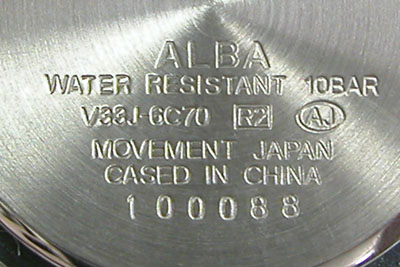 ALBA
WATER RESISTANT 10BAR
V33J-6C70 R2 AJ
MOVEMENT JAPAN
CASED IN CHINA
100088